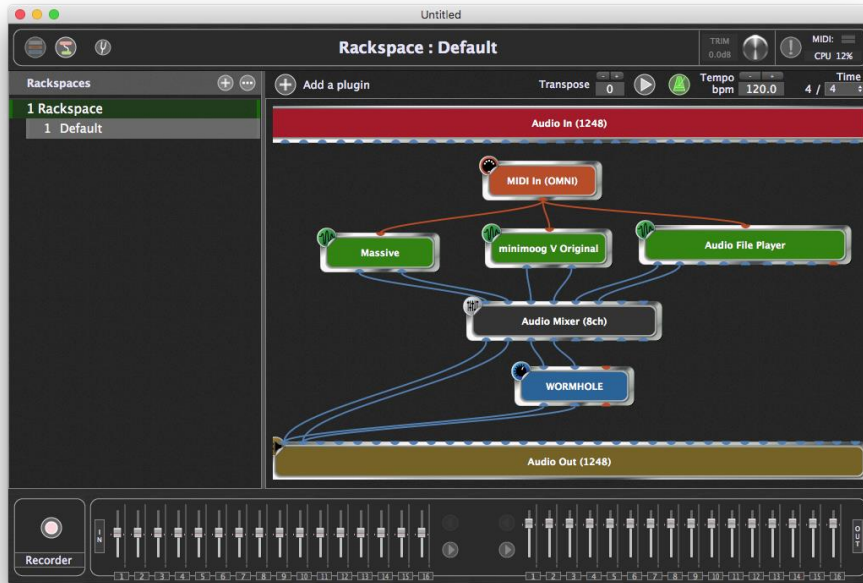 Untitled
Rackspace : Default
TRIM
0.0dB
MIDI:
CPU 12%
Rackspaces
Add a plugin
Transpose
- +
0
Tempo
bpm
- +
120.0
Time
4 / 4
1 Rackspace
1 Default
Audio In (1248)
MIDI In (OMNI)
Massive
minimoog V Original
Audio File Player
Audio Mixer (8ch)
WORMHOLE
Audio Out (1248)
Recorder
IN
1 2 3 4 5 6 7 8 9 10 11 12 13 14 15 16
1 2 3 4 5 6 7 8 9 10 11 12 13 14 15 16
OUT